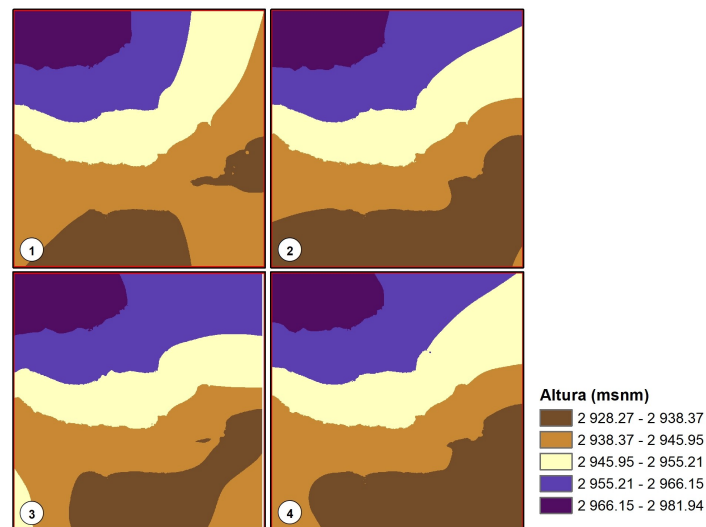 1
2
3
4
Altura (msnm)
2 928.27 - 2 938.37
2 938.37 - 2 945.95
2 945.95 - 2 955.21
2 955.21 - 2 966.15
2 966.15 - 2 981.94